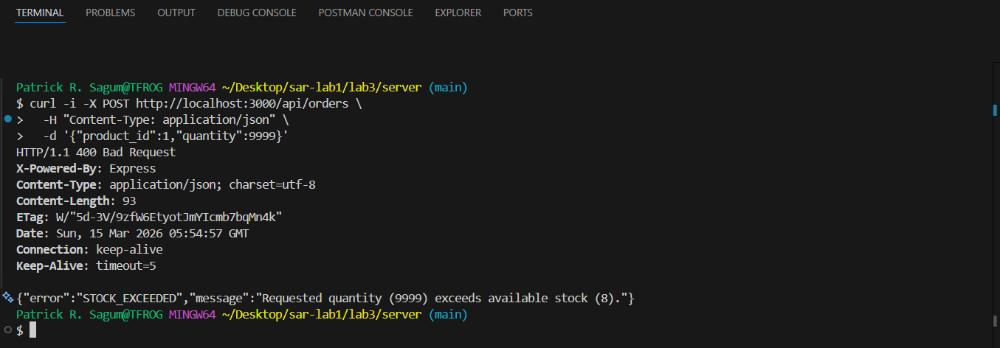 TERMINAL PROBLEMS OUTPUT DEBUG CONSOLE POSTMAN CONSOLE EXPLORER PORTS
Patrick R. Sagum@TFROG MINGW64 ~/Desktop/sar-lab1/lab3/server (main)
$ curl -i -X POST http://localhost:3000/api/orders \
>   -H "Content-Type: application/json" \
>   -d '{"product_id":1,"quantity":9999}'
HTTP/1.1 400 Bad Request
X-Powered-By: Express
Content-Type: application/json; charset=utf-8
Content-Length: 93
ETag: W/"5d-3V/9zfW6EtyotJmYIcmb7bqMn4k"
Date: Sun, 15 Mar 2026 05:54:57 GMT
Connection: keep-alive
Keep-Alive: timeout=5
{"error":"STOCK_EXCEEDED","message":"Requested quantity (9999) exceeds available stock (8)."}
Patrick R. Sagum@TFROG MINGW64 ~/Desktop/sar-lab1/lab3/server (main)
$